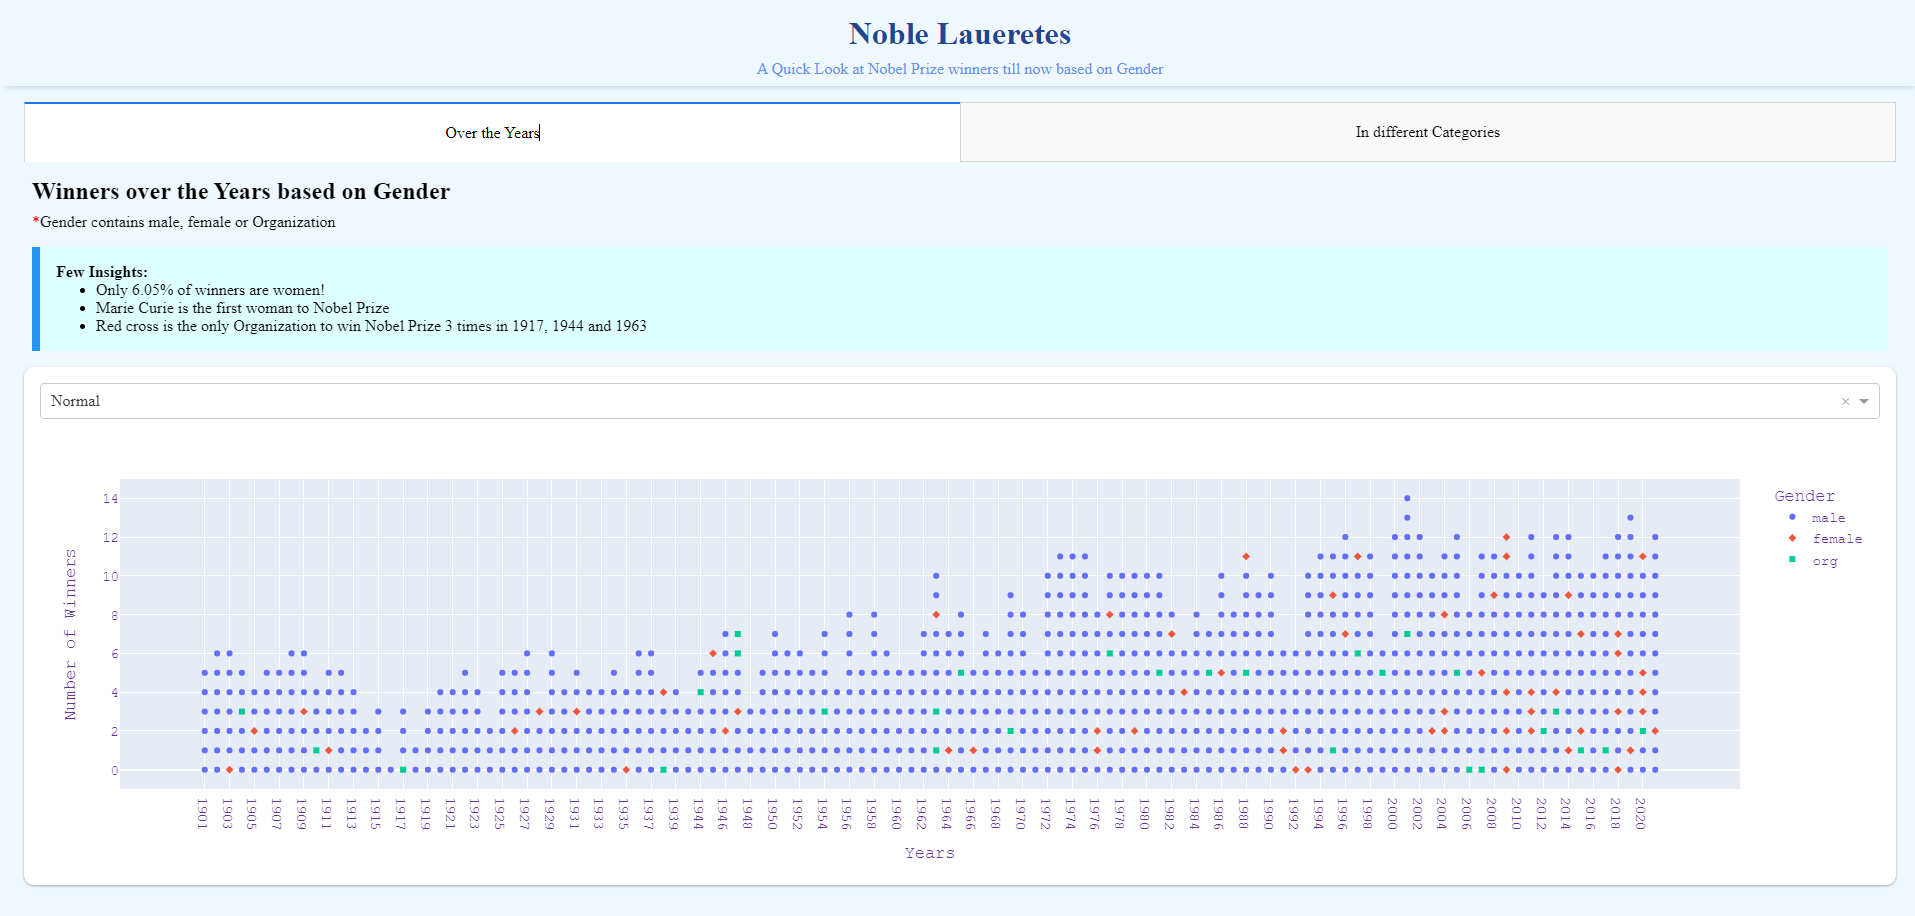 Noble Laueretes
A Quick Look at Nobel Prize winners till now based on Gender
Over the Years
In different Categories
Winners over the Years based on Gender
*Gender contains male, female or Organization
Few Insights:
• Only 6.05% of winners are women!
• Marie Curie is the first woman to Nobel Prize
• Red cross is the only Organization to win Nobel Prize 3 times in 1917, 1944 and 1963
Normal
Number of Winners
14
12
10
8
6
4
2
0
1901 1903 1905 1907 1909 1911 1913 1915 1917 1919 1921 1923 1925 1927 1929 1931 1933 1935 1937 1939 1944 1946 1948 1950 1952 1954 1956 1958 1960 1962 1964 1966 1968 1970 1972 1974 1976 1978 1980 1982 1984 1986 1988 1990 1992 1994 1996 1998 2000 2002 2004 2006 2008 2010 2012 2014 2016 2018 2020
Years
Gender
male
female
org